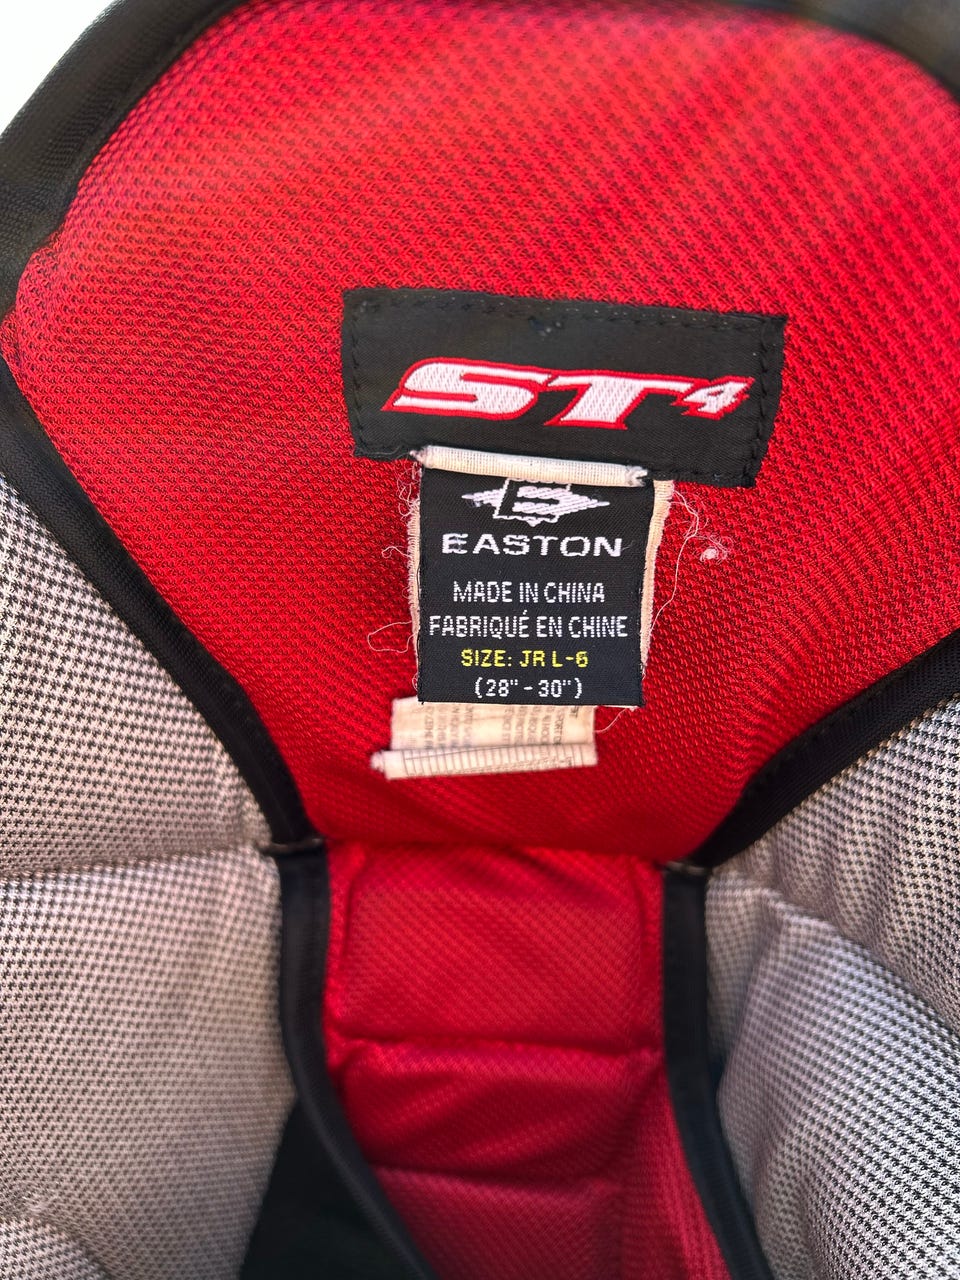 ST4
E
EASTON
MADE IN CHINA
FABRIQUÉ EN CHINE
SIZE: JR L-6
(28" - 30")